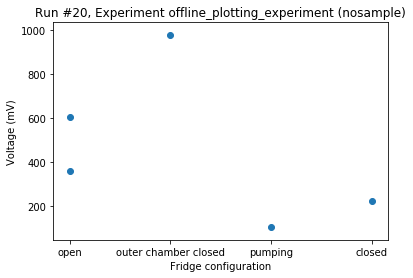 Run #20, Experiment offline_plotting_experiment (nosample)
1000
800
600
400
200
Voltage (mV)
open outer chamber closed pumping closed
Fridge configuration